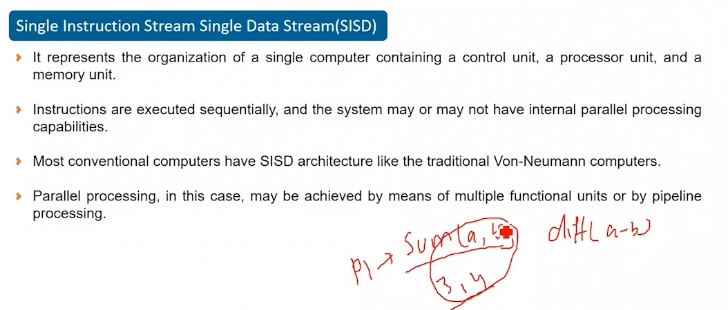 Single Instruction Stream Single Data Stream(SISD)
It represents the organization of a single computer containing a control unit, a processor unit, and a
memory unit.
Instructions are executed sequentially, and the system may or may not have internal parallel processing
capabilities.
Most conventional computers have SISD architecture like the traditional Von-Neumann computers.
Parallel processing, in this case, may be achieved by means of multiple functional units or by pipeline
processing.
P1 → Sum(a, b) diff(a-b)
3,4